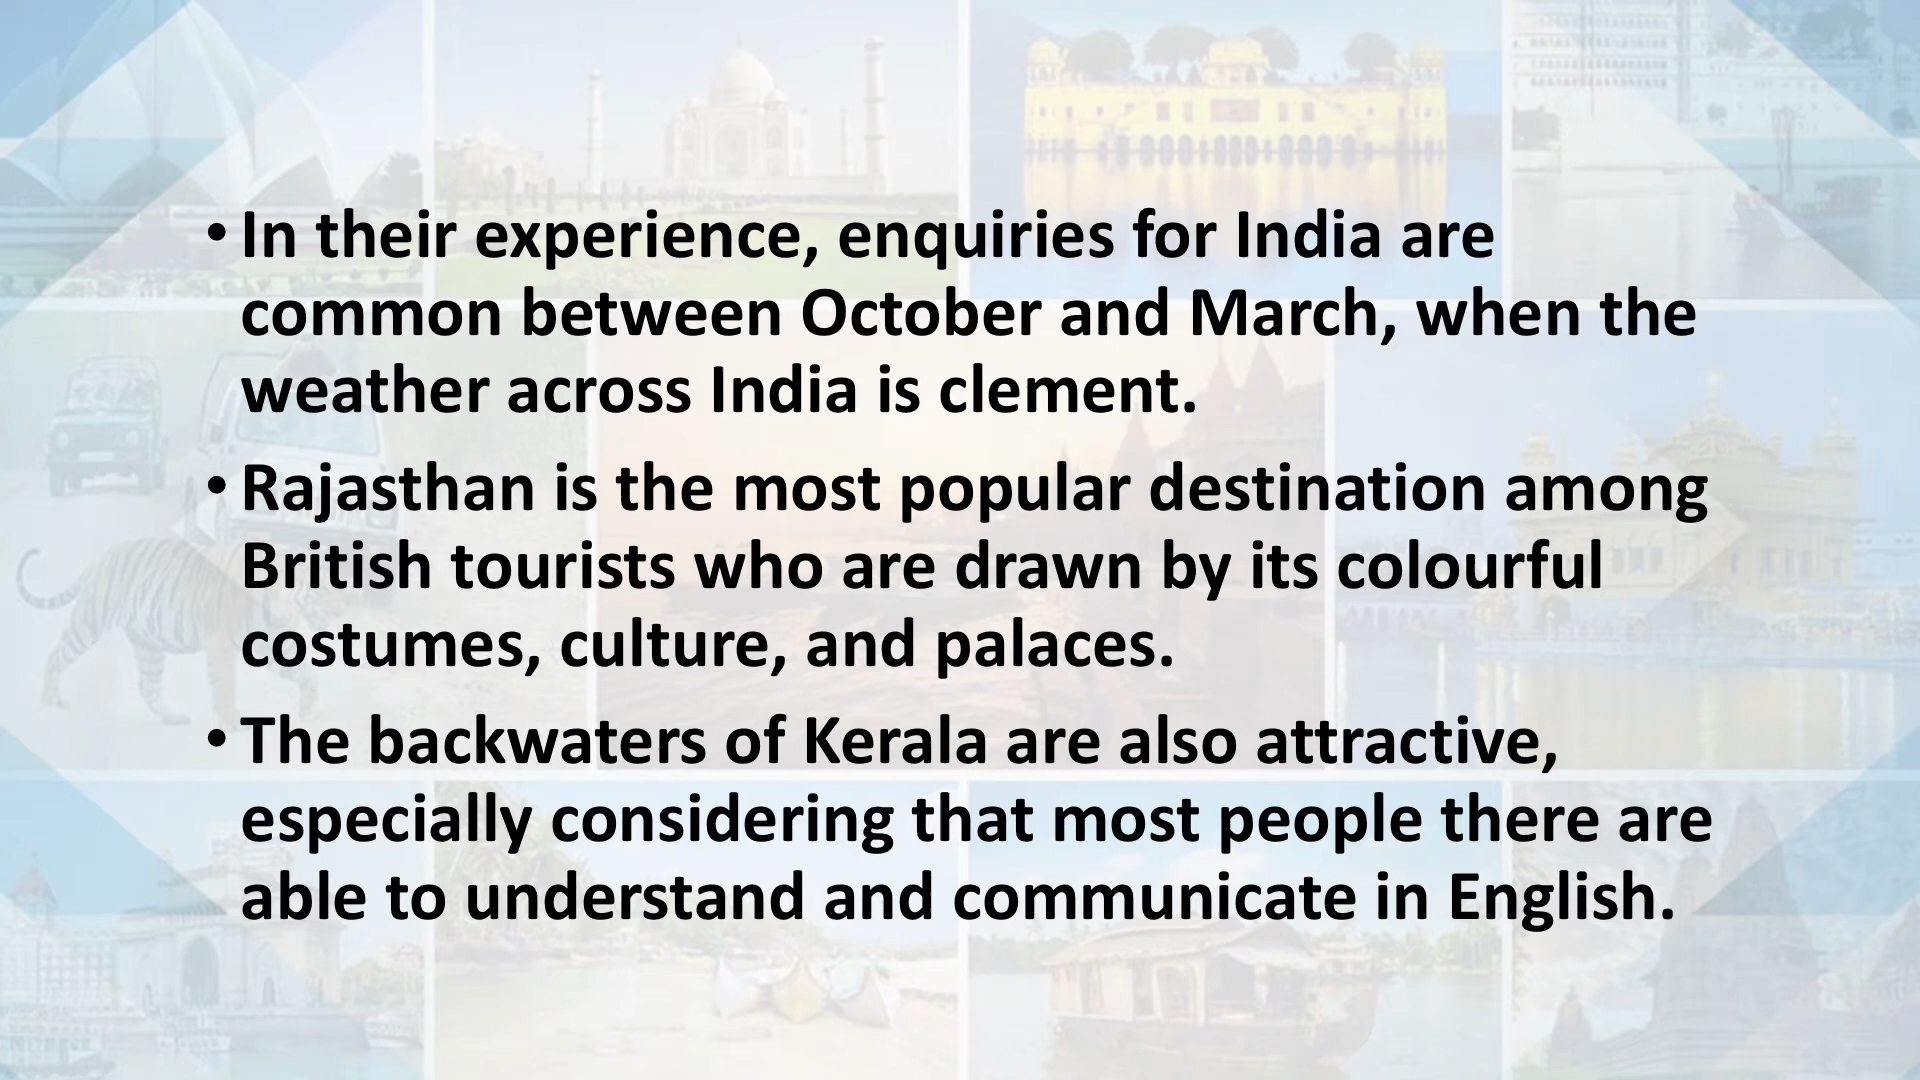 • In their experience, enquiries for India are
common between October and March, when the
weather across India is clement.
• Rajasthan is the most popular destination among
British tourists who are drawn by its colourful
costumes, culture, and palaces.
• The backwaters of Kerala are also attractive,
especially considering that most people there are
able to understand and communicate in English.